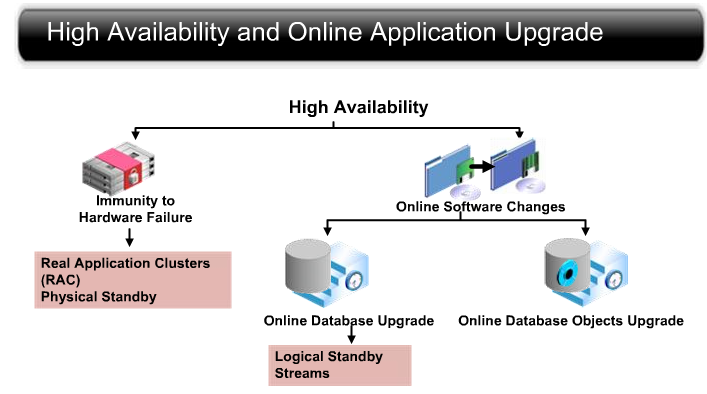 High Availability and Online Application Upgrade
High Availability
Immunity to
Hardware Failure
Online Software Changes
Real Application Clusters
(RAC)
Physical Standby
Online Database Upgrade
Online Database Objects Upgrade
Logical Standby
Streams